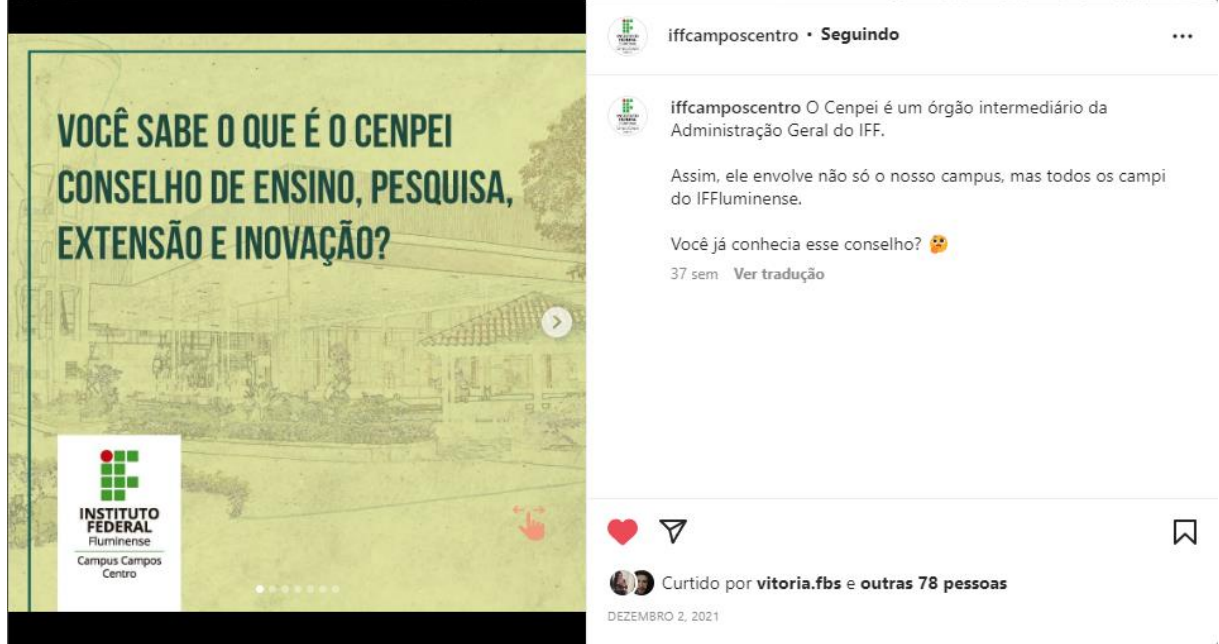 VOCÊ SABE O QUE É O CENPEI
CONSELHO DE ENSINO, PESQUISA,
EXTENSÃO E INOVAÇÃO?
INSTITUTO
FEDERAL
Fluminense
Campus Campos
Centro
iffcamposcentro • Seguindo
iffcamposcentro O Cenpei é um órgão intermediário da
Administração Geral do IFF.
Assim, ele envolve não só o nosso campus, mas todos os campi
do IFFluminense.
Você já conhecia esse conselho? 🤔
37 sem Ver tradução
Curtido por vitoria.fbs e outras 78 pessoas
DEZEMBRO 2, 2021